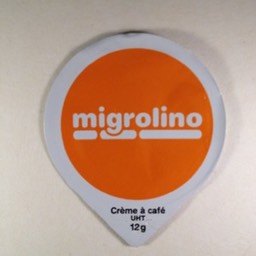 migrolino
Crème à café
UHT
12g